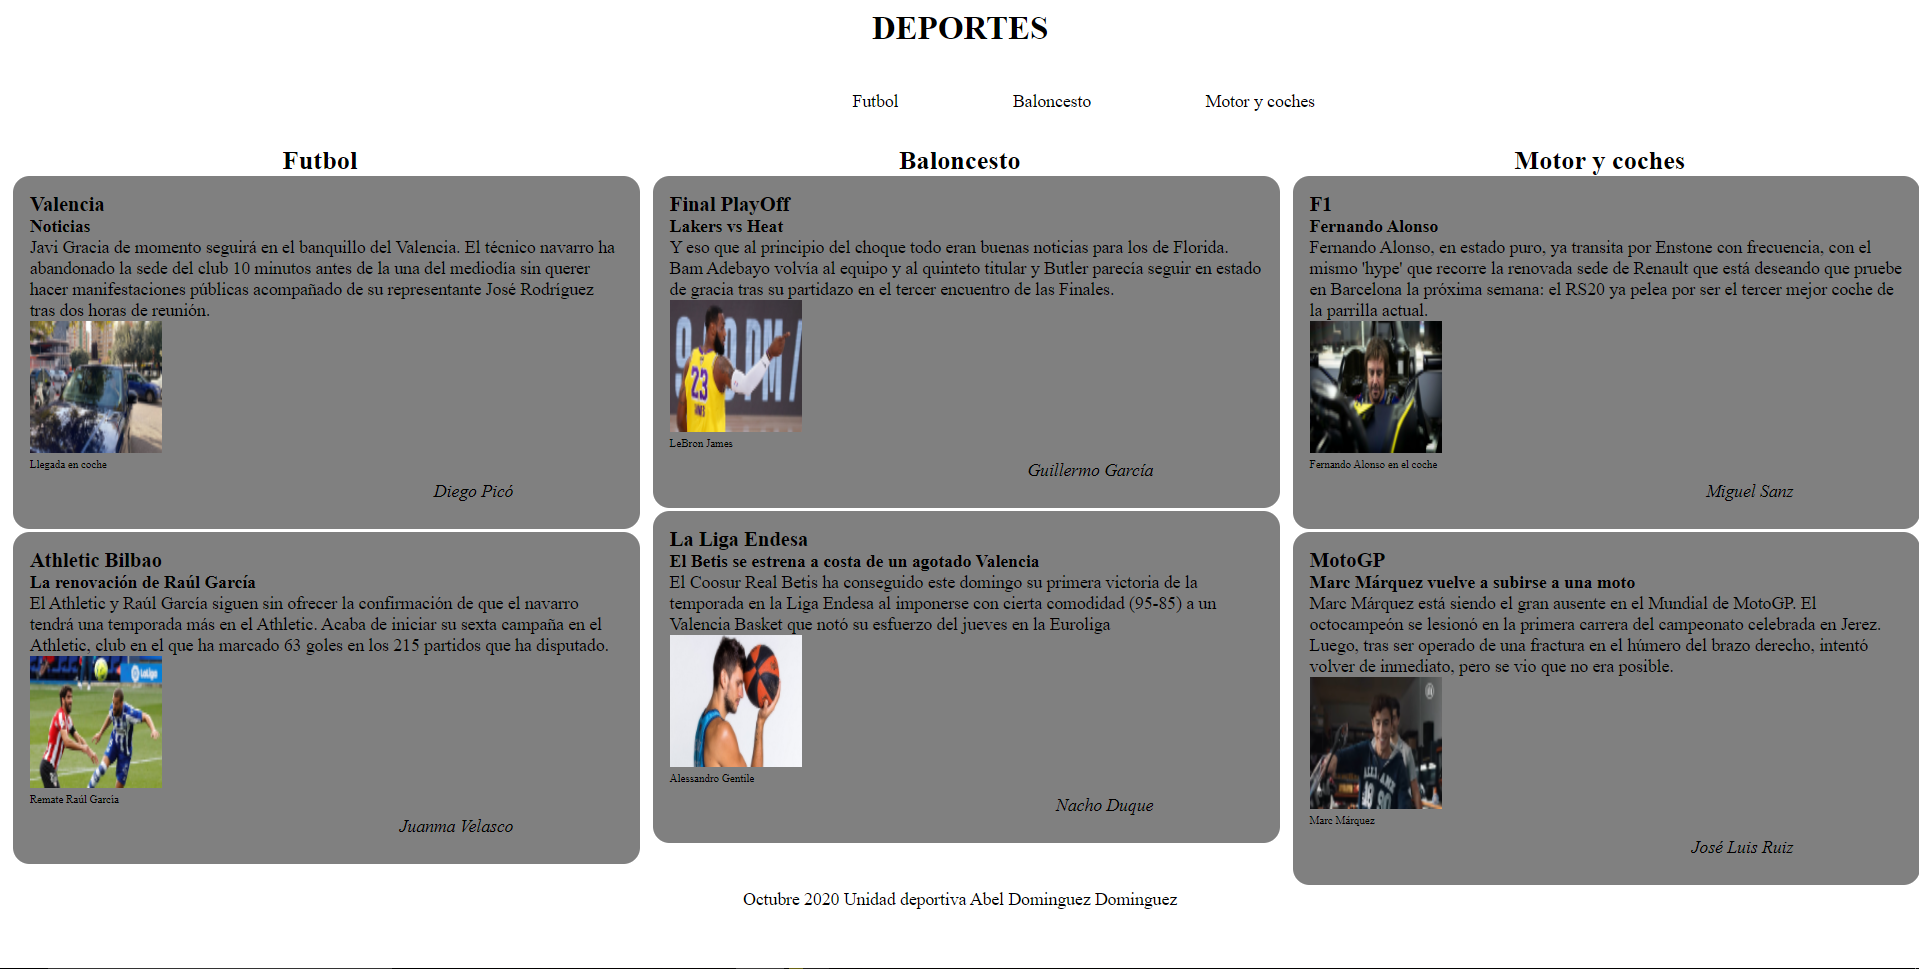 DEPORTES
Futbol
Baloncesto
Motor y coches
Futbol
Valencia
Noticias
Javi Gracia de momento seguirá en el banquillo del Valencia. El técnico navarro ha
abandonado la sede del club 10 minutos antes de la una del mediodía sin querer
hacer manifestaciones públicas acompañado de su representante José Rodríguez
tras dos horas de reunión.
Llegada en coche
Diego Picó
Athletic Bilbao
La renovación de Raúl García
El Athletic y Raúl García siguen sin ofrecer la confirmación de que el navarro
tendrá una temporada más en el Athletic. Acaba de iniciar su sexta campaña en el
Athletic, club en el que ha marcado 63 goles en los 215 partidos que ha disputado.
LaLiga
Remate Raúl García
Juanma Velasco
Baloncesto
Final PlayOff
Lakers vs Heat
Y eso que al principio del choque todo eran buenas noticias para los de Florida.
Bam Adebayo volvía al equipo y al quinteto titular y Butler parecía seguir en estado
de gracia tras su partidazo en el tercer encuentro de las Finales.
PM
23
JAMES
LeBron James
Guillermo García
La Liga Endesa
El Betis se estrena a costa de un agotado Valencia
El Coosur Real Betis ha conseguido este domingo su primera victoria de la
temporada en la Liga Endesa al imponerse con cierta comodidad (95-85) a un
Valencia Basket que notó su esfuerzo del jueves en la Euroliga
Alessandro Gentile
Nacho Duque
Motor y coches
F1
Fernando Alonso
Fernando Alonso, en estado puro, ya transita por Enstone con frecuencia, con el
mismo 'hype' que recorre la renovada sede de Renault que está deseando que pruebe
en Barcelona la próxima semana: el RS20 ya pelea por ser el tercer mejor coche de
la parrilla actual.
Fernando Alonso en el coche
Miguel Sanz
MotoGP
Marc Márquez vuelve a subirse a una moto
Marc Márquez está siendo el gran ausente en el Mundial de MotoGP. El
octocampeón se lesionó en la primera carrera del campeonato celebrada en Jerez.
Luego, tras ser operado de una fractura en el húmero del brazo derecho, intentó
volver de inmediato, pero se vio que no era posible.
Marc Márquez
José Luis Ruiz
Octubre 2020 Unidad deportiva Abel Dominguez Dominguez